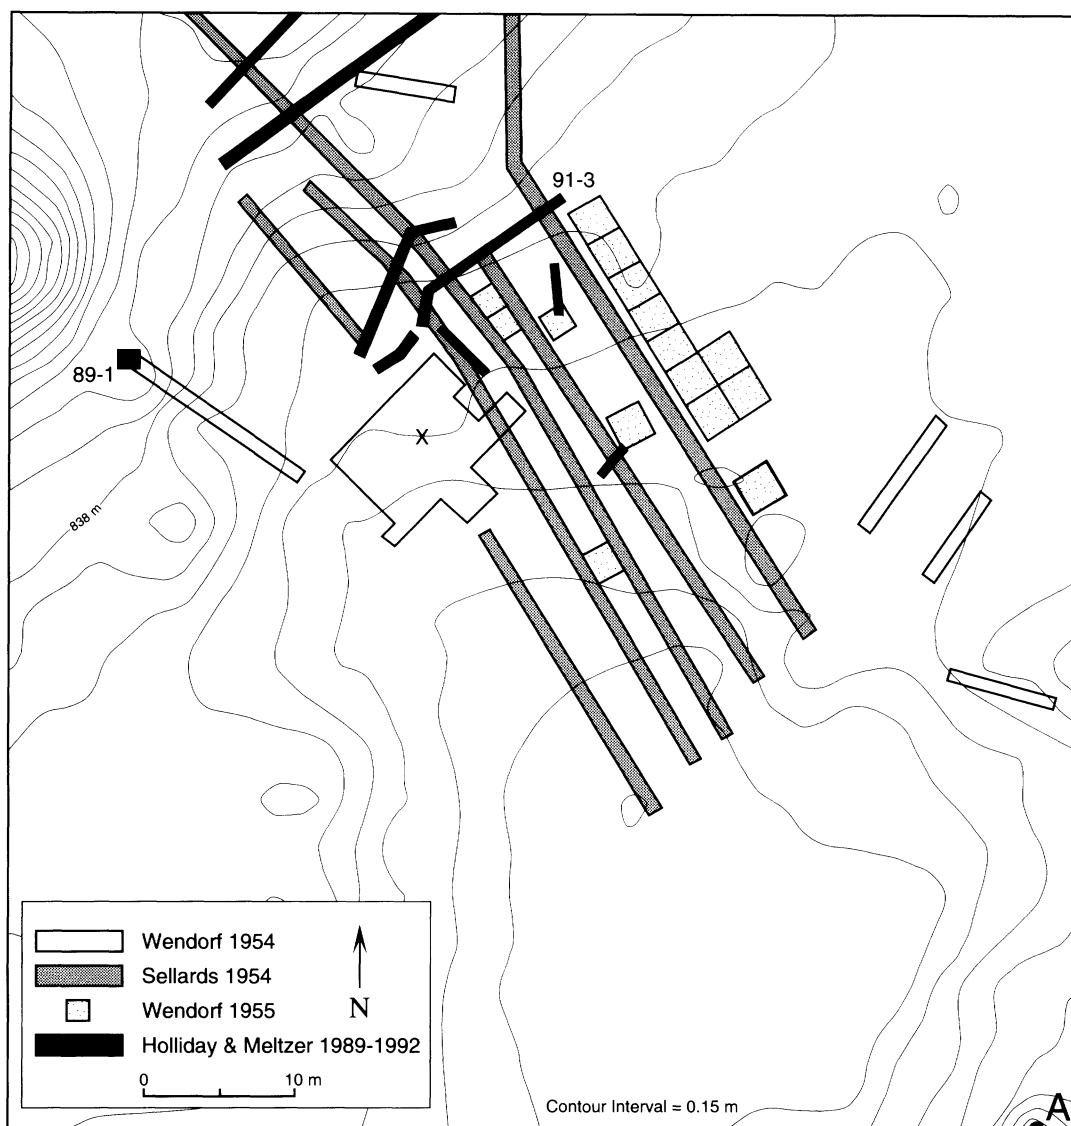 91-3
89-1
X
838 m
Wendorf 1954
Sellards 1954
Wendorf 1955
N
Holliday & Meltzer 1989-1992
0 10 m
Contour Interval = 0.15 m
A